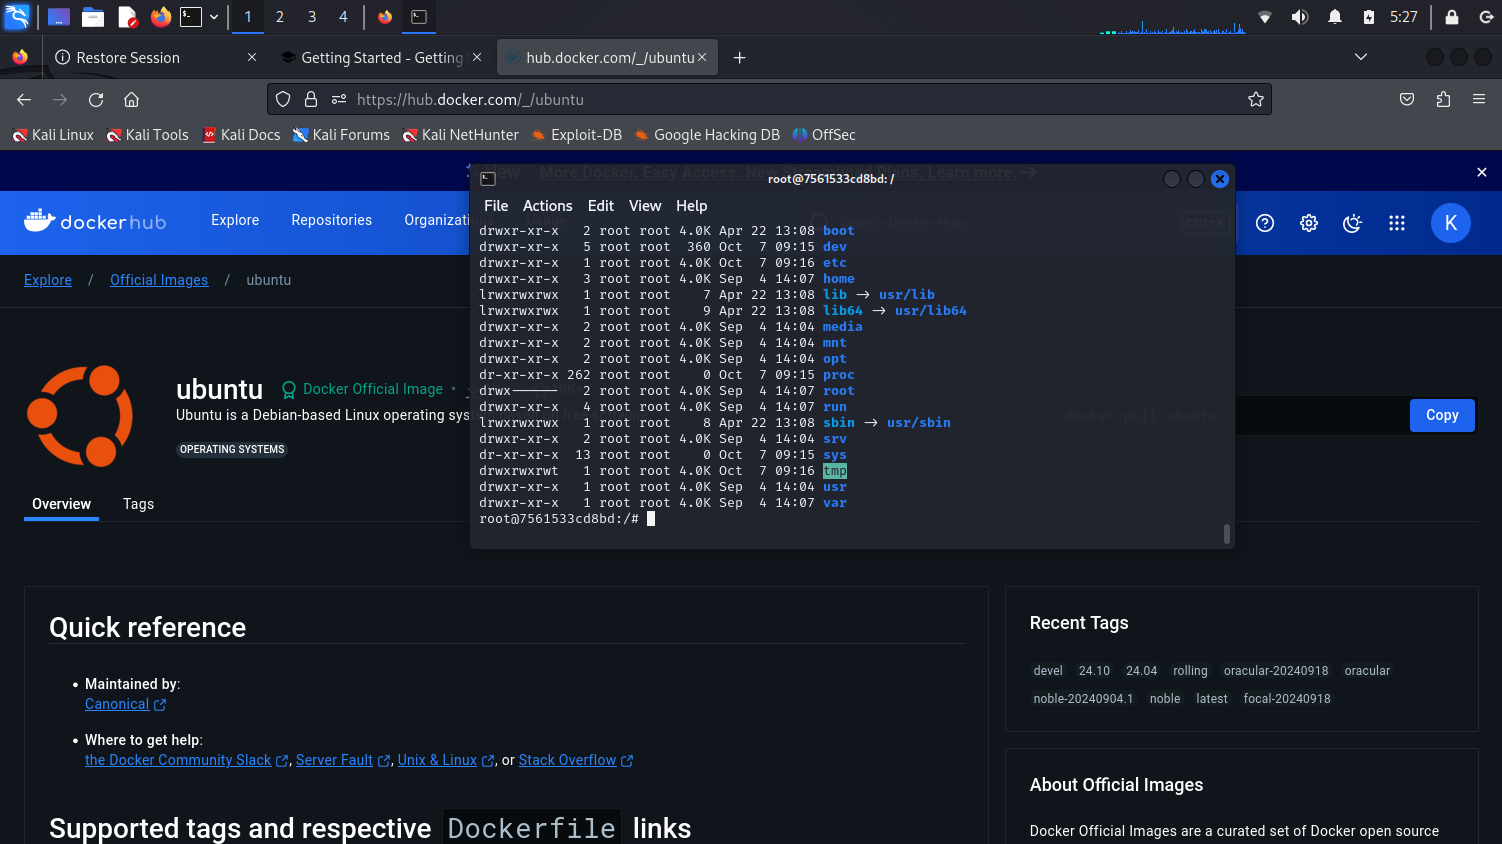 1 2 3 4 5:27
Restore Session Getting Started - Getting hub.docker.com/_/ubuntu
https://hub.docker.com/_/ubuntu
Kali Linux Kali Tools Kali Docs Kali Forums Kali NetHunter Exploit-DB Google Hacking DB OffSec
New More Docker. Easy Access. New Plans. Learn more. →
root@7561533cd8bd: /
File Actions Edit View Help
docker hub Explore Repositories Organizati ctrl+K K
drwxr-xr-x 2 root root 4.0K Apr 22 13:08 boot
drwxr-xr-x 5 root root 360 Oct 7 09:15 dev
drwxr-xr-x 1 root root 4.0K Oct 7 09:16 etc
drwxr-xr-x 3 root root 4.0K Sep 4 14:07 home
lrwxrwxrwx 1 root root 7 Apr 22 13:08 lib → usr/lib
lrwxrwxrwx 1 root root 9 Apr 22 13:08 lib64 → usr/lib64
drwxr-xr-x 2 root root 4.0K Sep 4 14:04 media
drwxr-xr-x 2 root root 4.0K Sep 4 14:04 mnt
drwxr-xr-x 2 root root 4.0K Sep 4 14:04 opt
dr-xr-xr-x 262 root root 0 Oct 7 09:15 proc
drwx------ 2 root root 4.0K Sep 4 14:07 root
drwxr-xr-x 4 root root 4.0K Sep 4 14:07 run
lrwxrwxrwx 1 root root 8 Apr 22 13:08 sbin → usr/sbin
drwxr-xr-x 2 root root 4.0K Sep 4 14:04 srv
dr-xr-xr-x 13 root root 0 Oct 7 09:15 sys
drwxrwxrwt 1 root root 4.0K Oct 7 09:16 tmp
drwxr-xr-x 1 root root 4.0K Sep 4 14:04 usr
drwxr-xr-x 1 root root 4.0K Sep 4 14:07 var
root@7561533cd8bd:/#
Explore / Official Images / ubuntu
ubuntu Docker Official Image •
Ubuntu is a Debian-based Linux operating sys
docker pull ubuntu Copy
OPERATING SYSTEMS
Overview Tags
Quick reference
• Maintained by:
Canonical
• Where to get help:
the Docker Community Slack, Server Fault, Unix & Linux, or Stack Overflow
Supported tags and respective Dockerfile links
Recent Tags
devel 24.10 24.04 rolling oracular-20240918 oracular
noble-20240904.1 noble latest focal-20240918
About Official Images
Docker Official Images are a curated set of Docker open source